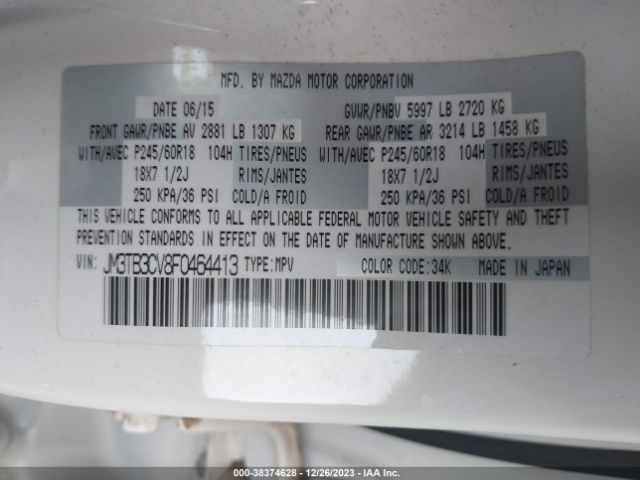 MFD. BY MAZDA MOTOR CORPORATION
DATE 06/15 GVWR/PNBV 5997 LB 2720 KG
FRONT GAWR/PNBE AV 2881 LB 1307 KG REAR GAWR/PNBE AR 3214 LB 1458 KG
WITH/AVEC P245/60R18 104H TIRES/PNEUS WITH/AVEC P245/60R18 104H TIRES/PNEUS
18X7 1/2J RIMS/JANTES 18X7 1/2J RIMS/JANTES
250 KPA/36 PSI COLD/A FROID 250 KPA/36 PSI COLD/A FROID
THIS VEHICLE CONFORMS TO ALL APPLICABLE FEDERAL MOTOR VEHICLE SAFETY AND THEFT
PREVENTION STANDARDS IN EFFECT ON THE DATE OF MANUFACTURE SHOWN ABOVE.
VIN: JM3TB3CV8F0464413 TYPE:MPV COLOR CODE:34K MADE IN JAPAN
000-38374628 - 12/26/2023 - IAA Inc.